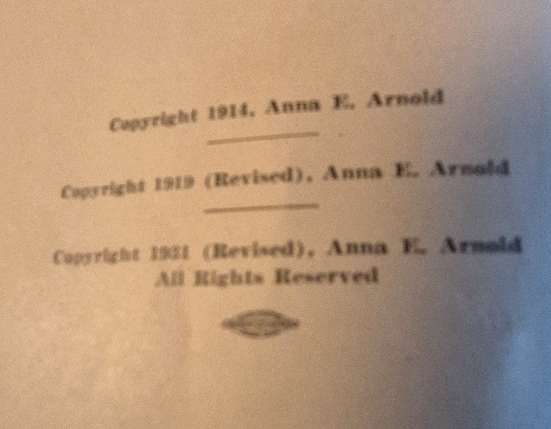 Copyright 1914, Anna E. Arnold
Copyright 1919 (Revised), Anna E. Arnold
Copyright 1921 (Revised), Anna E. Arnold
All Rights Reserved